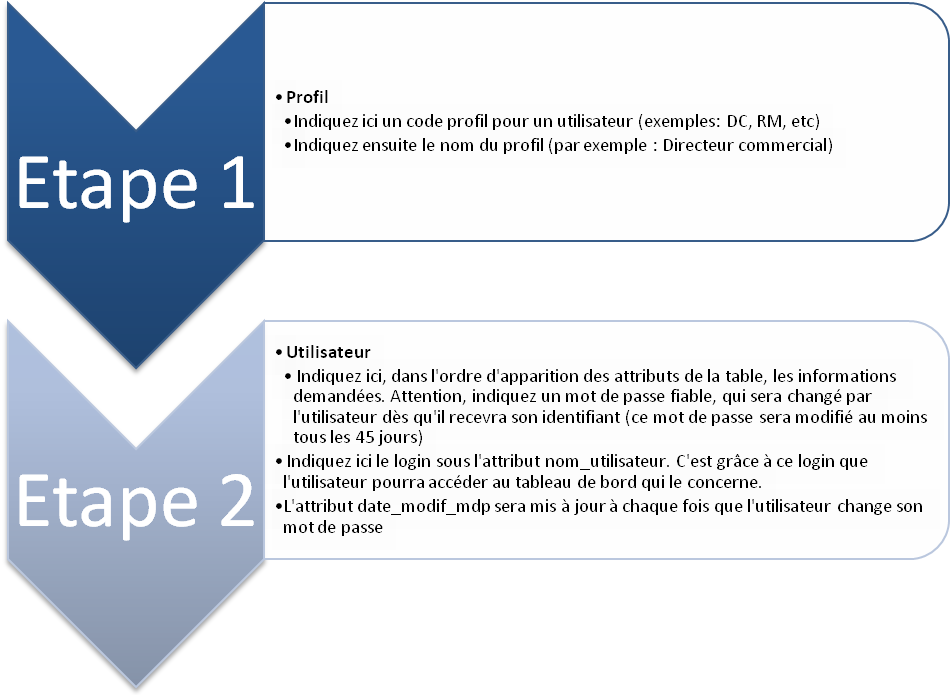 Etape 1
• Profil
•Indiquez ici un code profil pour un utilisateur (exemples: DC, RM, etc)
•Indiquez ensuite le nom du profil (par exemple : Directeur commercial)
Etape 2
• Utilisateur
• Indiquez ici, dans l'ordre d'apparition des attributs de la table, les informations
demandées. Attention, indiquez un mot de passe fiable, qui sera changé par
l'utilisateur dès qu'il recevra son identifiant (ce mot de passe sera modifié au moins
tous les 45 jours)
• Indiquez ici le login sous l'attribut nom_utilisateur. C'est grâce à ce login que
l'utilisateur pourra accéder au tableau de bord qui le concerne.
•L'attribut date_modif_mdp sera mis à jour à chaque fois que l'utilisateur change son
mot de passe